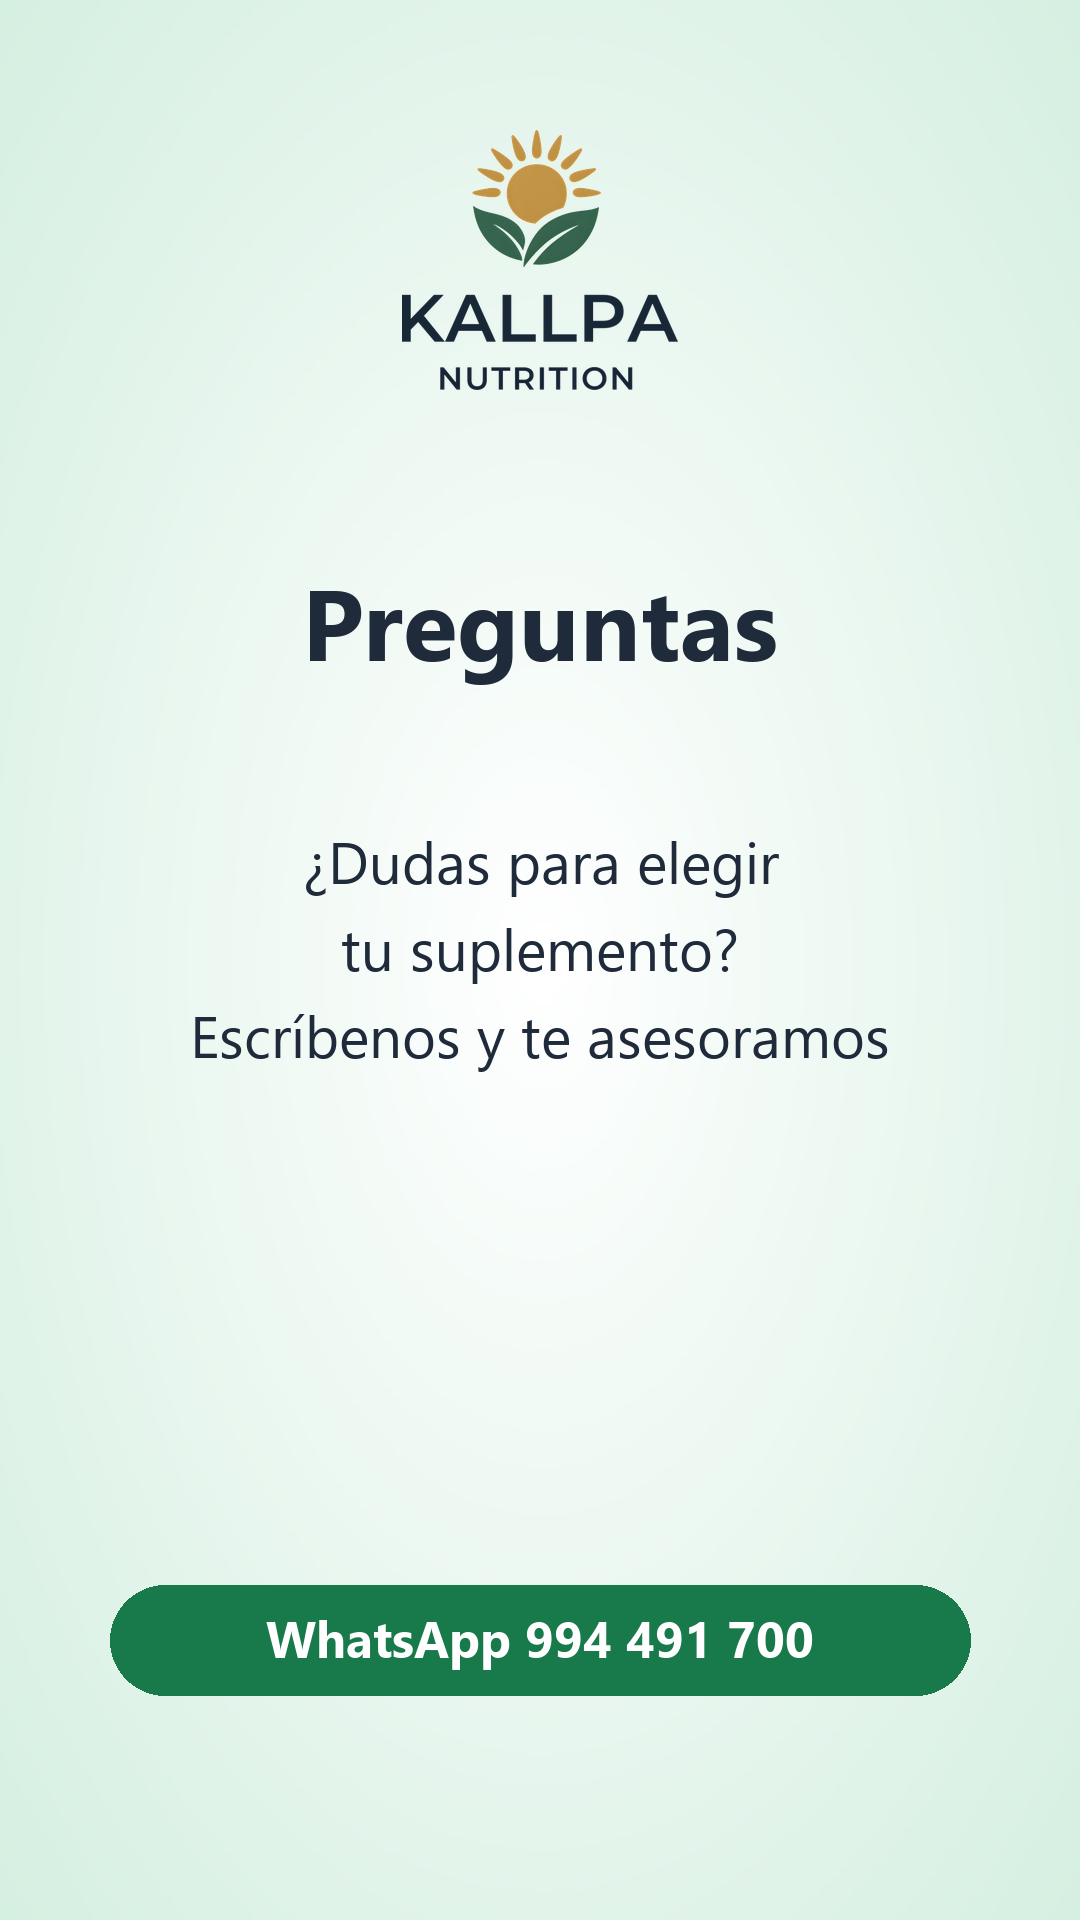 KALLPA
NUTRITION
Preguntas
¿Dudas para elegir
tu suplemento?
Escríbenos y te asesoramos
WhatsApp 994 491 700